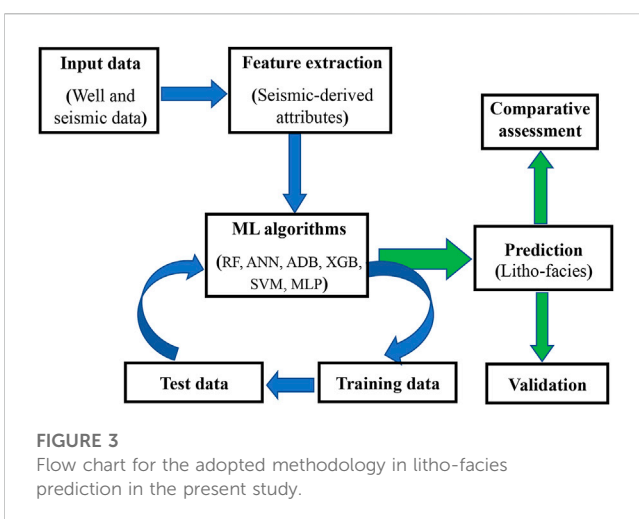 Input data
(Well and
seismic data)
Feature extraction
(Seismic-derived
attributes)
Comparative
assessment
ML algorithms
(RF, ANN, ADB, XGB,
SVM, MLP)
Prediction
(Litho-facies)
Test data
Training data
Validation
FIGURE 3
Flow chart for the adopted methodology in litho-facies
prediction in the present study.